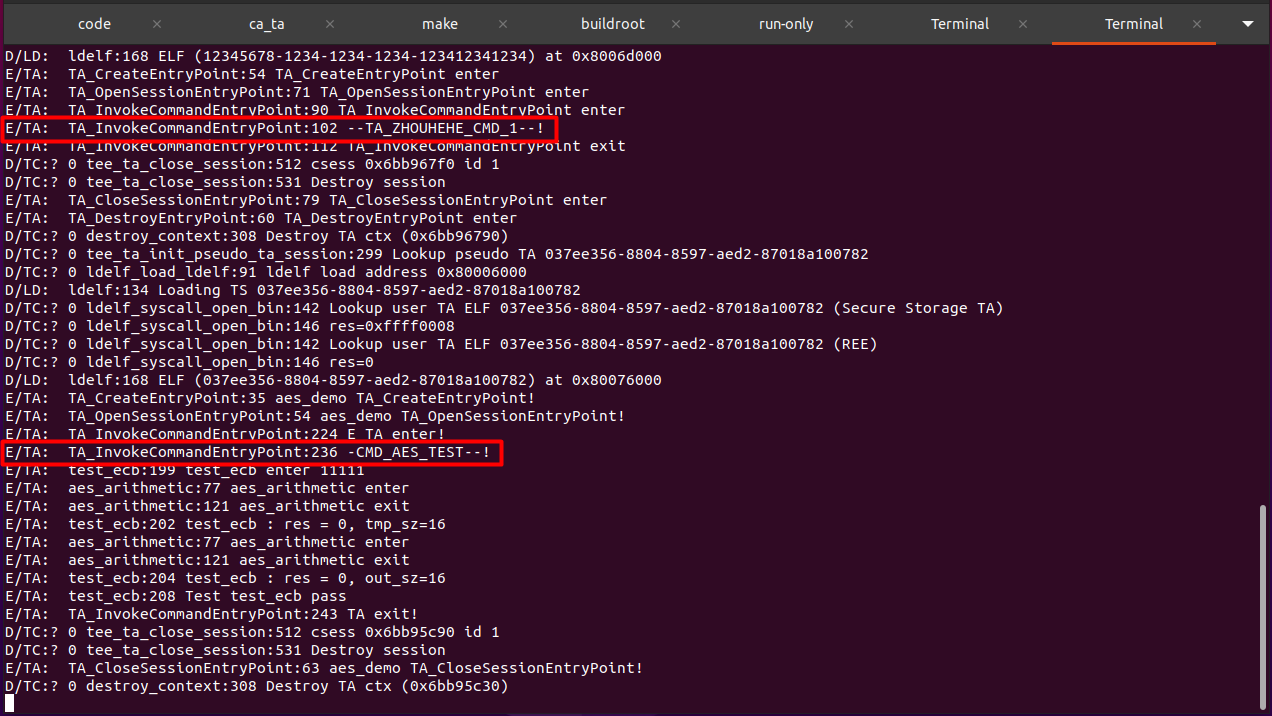 code × ca_ta × make × buildroot × run-only × Terminal × Terminal ×
D/LD:  ldelf:168 ELF (12345678-1234-1234-1234-123412341234) at 0x8006d000
E/TA:  TA_CreateEntryPoint:54 TA_CreateEntryPoint enter
E/TA:  TA_OpenSessionEntryPoint:71 TA_OpenSessionEntryPoint enter
E/TA:  TA_InvokeCommandEntryPoint:90 TA_InvokeCommandEntryPoint enter
E/TA:  TA_InvokeCommandEntryPoint:102 --TA_ZHOUHEHE_CMD_1--!
E/TA:  TA_InvokeCommandEntryPoint:112 TA_InvokeCommandEntryPoint exit
D/TC:? 0 tee_ta_close_session:512 csess 0x6bb967f0 id 1
D/TC:? 0 tee_ta_close_session:531 Destroy session
E/TA:  TA_CloseSessionEntryPoint:79 TA_CloseSessionEntryPoint enter
E/TA:  TA_DestroyEntryPoint:60 TA_DestroyEntryPoint enter
D/TC:? 0 destroy_context:308 Destroy TA ctx (0x6bb96790)
D/TC:? 0 tee_ta_init_pseudo_ta_session:299 Lookup pseudo TA 037ee356-8804-8597-aed2-87018a100782
D/TC:? 0 ldelf_load_ldelf:91 ldelf load address 0x80006000
D/LD:  ldelf:134 Loading TS 037ee356-8804-8597-aed2-87018a100782
D/TC:? 0 ldelf_syscall_open_bin:142 Lookup user TA ELF 037ee356-8804-8597-aed2-87018a100782 (Secure Storage TA)
D/TC:? 0 ldelf_syscall_open_bin:146 res=0xffff0008
D/TC:? 0 ldelf_syscall_open_bin:142 Lookup user TA ELF 037ee356-8804-8597-aed2-87018a100782 (REE)
D/TC:? 0 ldelf_syscall_open_bin:146 res=0
D/LD:  ldelf:168 ELF (037ee356-8804-8597-aed2-87018a100782) at 0x80076000
E/TA:  TA_CreateEntryPoint:35 aes_demo TA_CreateEntryPoint!
E/TA:  TA_OpenSessionEntryPoint:54 aes_demo TA_OpenSessionEntryPoint!
E/TA:  TA_InvokeCommandEntryPoint:224 E TA enter!
E/TA:  TA_InvokeCommandEntryPoint:236 -CMD_AES_TEST--!
E/TA:  test_ecb:199 test_ecb enter 11111
E/TA:  aes_arithmetic:77 aes_arithmetic enter
E/TA:  aes_arithmetic:121 aes_arithmetic exit
E/TA:  test_ecb:202 test_ecb : res = 0, tmp_sz=16
E/TA:  aes_arithmetic:77 aes_arithmetic enter
E/TA:  aes_arithmetic:121 aes_arithmetic exit
E/TA:  test_ecb:204 test_ecb : res = 0, out_sz=16
E/TA:  test_ecb:208 Test test_ecb pass
E/TA:  TA_InvokeCommandEntryPoint:243 TA exit!
D/TC:? 0 tee_ta_close_session:512 csess 0x6bb95c90 id 1
D/TC:? 0 tee_ta_close_session:531 Destroy session
E/TA:  TA_CloseSessionEntryPoint:63 aes_demo TA_CloseSessionEntryPoint!
D/TC:? 0 destroy_context:308 Destroy TA ctx (0x6bb95c30)